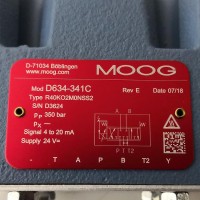 D-71034 Böblingen
www.moog.com
MOOG
Mod D634-341C Rev E
Type R40KO2M0NSS2 Date 07/18
S/N D3624
PP 350 bar
PX —
Signal 4 to 20 mA
Supply 24 V
A B
P T T2
- T A P B T2 Y